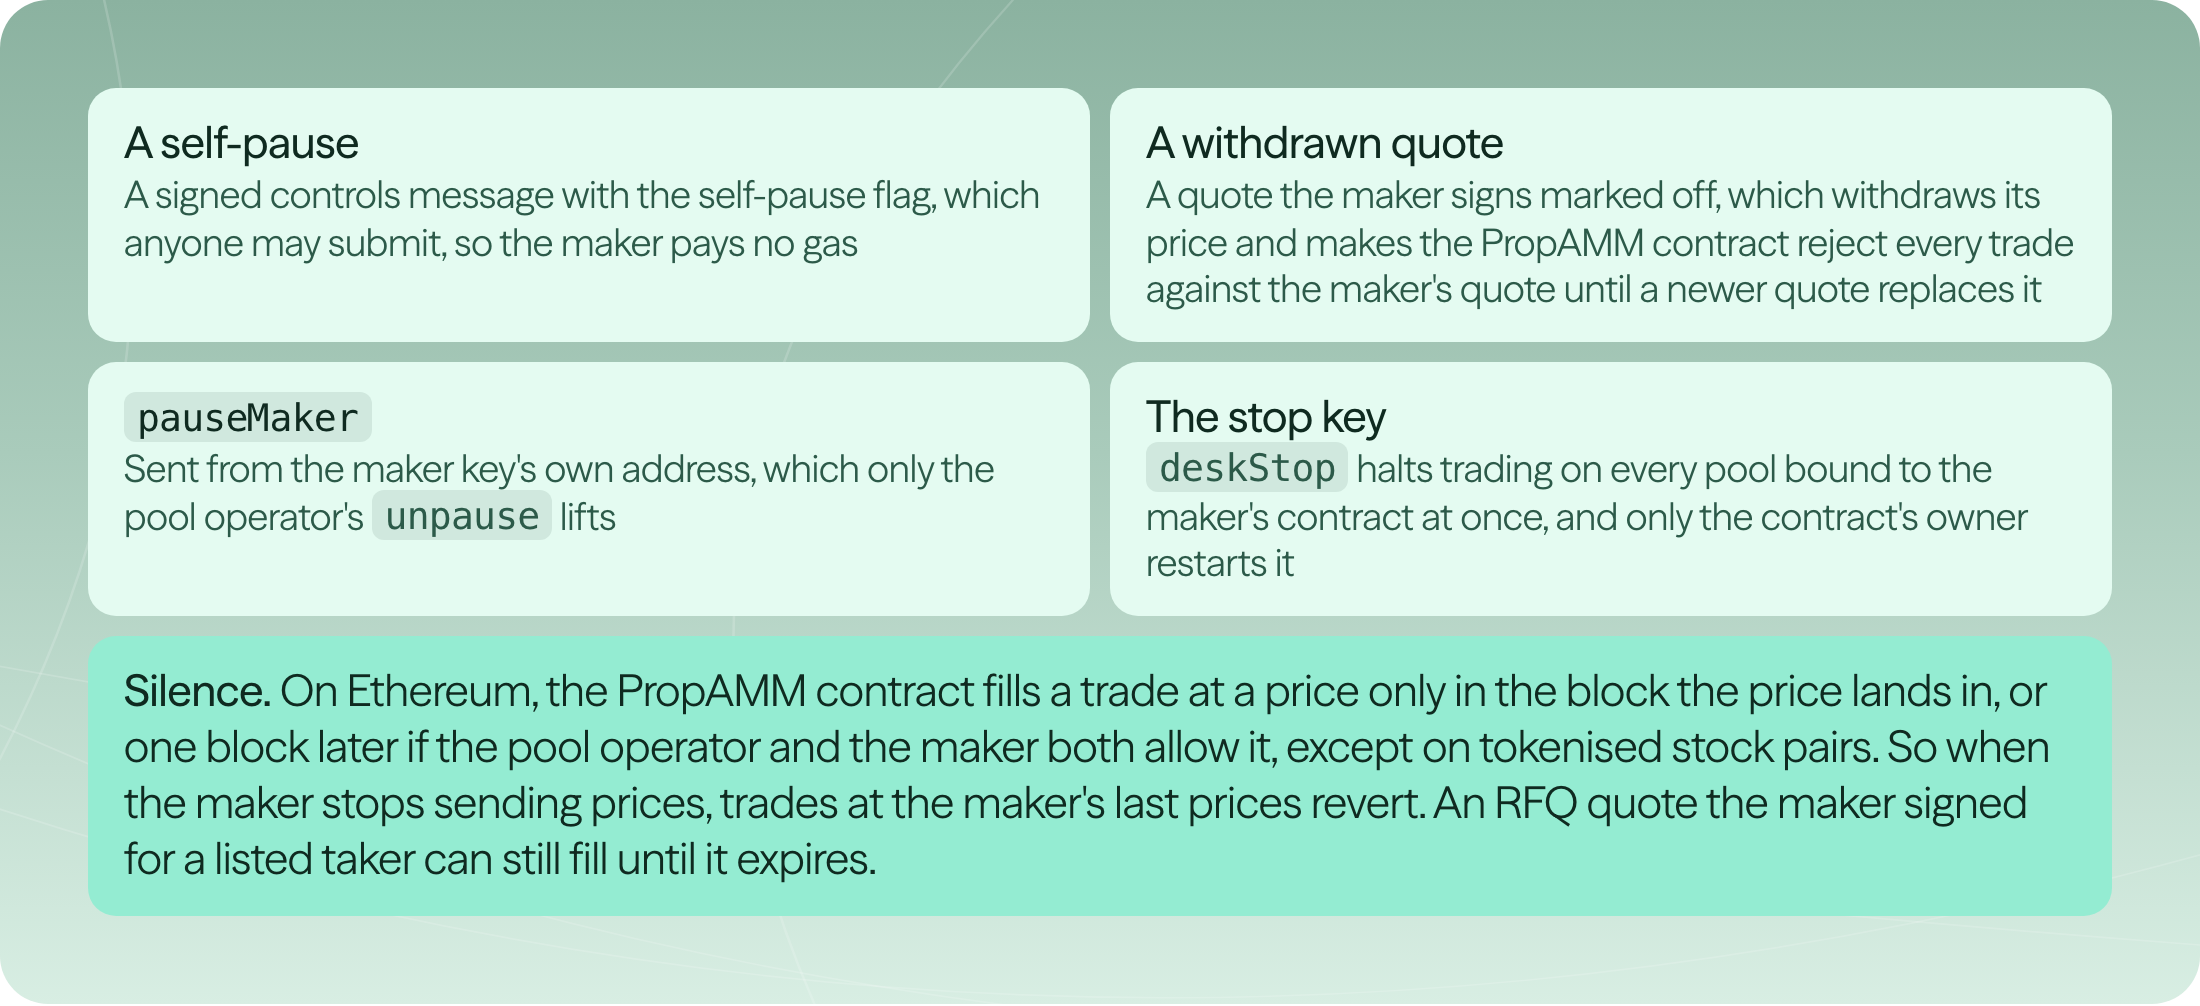 A self-pause
A signed controls message with the self-pause flag, which
anyone may submit, so the maker pays no gas
A withdrawn quote
A quote the maker signs marked off, which withdraws its
price and makes the PropAMM contract reject every trade
against the maker's quote until a newer quote replaces it
pauseMaker
Sent from the maker key's own address, which only the
pool operator's unpause lifts
The stop key
deskStop halts trading on every pool bound to the
maker's contract at once, and only the contract's owner
restarts it
Silence. On Ethereum, the PropAMM contract fills a trade at a price only in the block the price lands in, or
one block later if the pool operator and the maker both allow it, except on tokenised stock pairs. So when
the maker stops sending prices, trades at the maker's last prices revert. An RFQ quote the maker signed
for a listed taker can still fill until it expires.